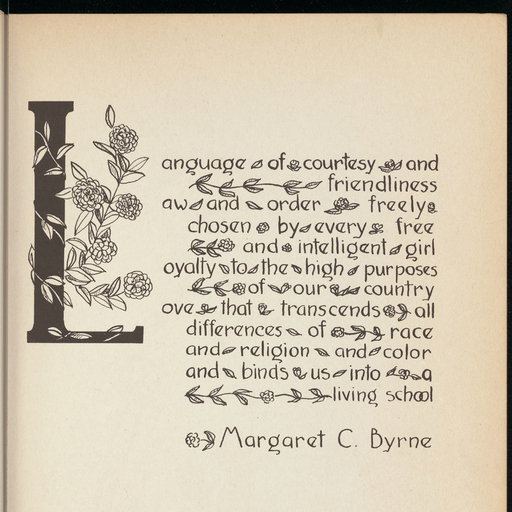 Language of courtesy and
friendliness
aw and order freely
chosen by every free
and intelligent girl
oyalty to the high purposes
of our country
ove that transcends all
differences of race
and religion and color
and binds us into a
living school
Margaret C. Byrne